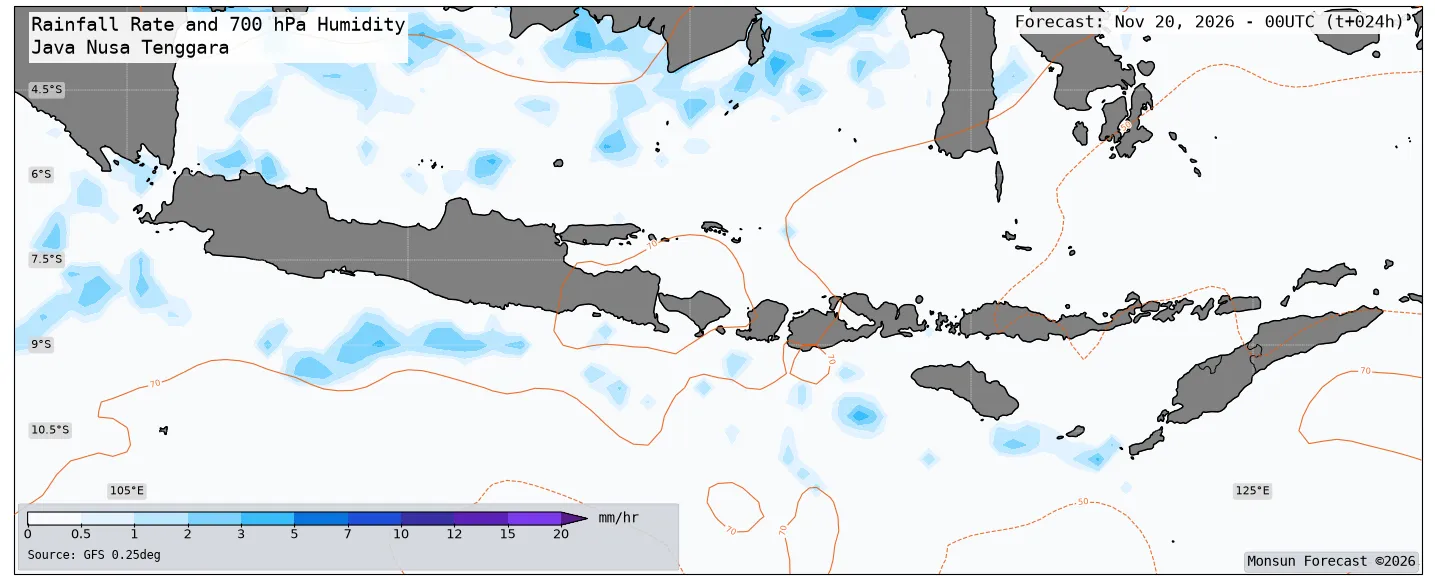 Rainfall Rate and 700 hPa Humidity
Java Nusa Tenggara
Forecast: Nov 20, 2026 - 00UTC (t+024h)
4.5°S
50
6°S
70
7.5°S
9°S
70
70
70
10.5°S
105°E
125°E
50
70
70
0 0.5 1 2 3 5 7 10 12 15 20 mm/hr
Source: GFS 0.25deg
Monsun Forecast ©2026